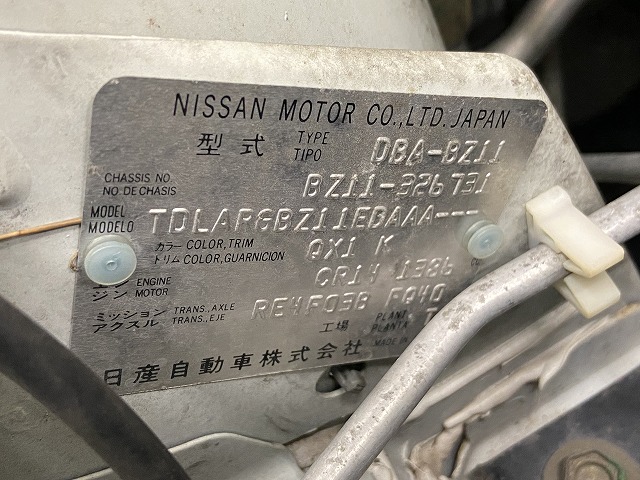 NISSAN MOTOR CO.,LTD. JAPAN
型式 TYPE TIPO DBA-BZ11
CHASSIS NO. NO. DE CHASIS BZ11-326731
MODEL MODELO TDLARGBZ11EDAAA---
カラー COLOR, TRIM トリム COLOR, GUARNICION QX1 K
ジン ENGINE MOTOR CR14 1386
ミッション TRANS., AXLE アクスル TRANS., EJE RE4F03B FQ40
工場 PLANT PLANTA T
日産自動車株式会社 MADE IN